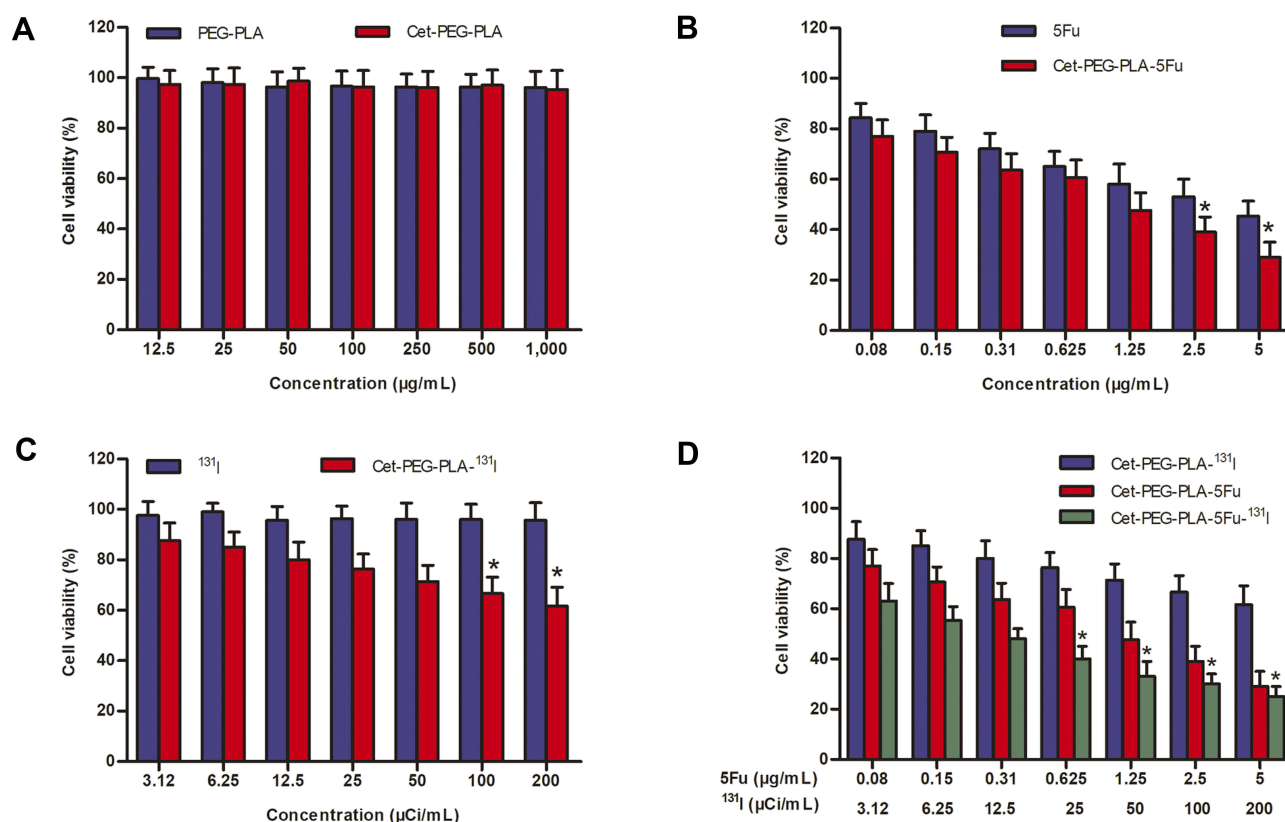 A
PEG-PLA
Cet-PEG-PLA
120
100
80
60
40
20
0
Cell viability (%)
12.5 25 50 100 250 500 1,000
Concentration (µg/mL)
B
5Fu
Cet-PEG-PLA-5Fu
120
100
80
60
40
20
0
Cell viability (%)
* *
0.08 0.15 0.31 0.625 1.25 2.5 5
Concentration (µg/mL)
C
¹³¹I
Cet-PEG-PLA-¹³¹I
120
100
80
60
40
20
0
Cell viability (%)
* *
3.12 6.25 12.5 25 50 100 200
Concentration (µCi/mL)
D
Cet-PEG-PLA-¹³¹I
Cet-PEG-PLA-5Fu
Cet-PEG-PLA-5Fu-¹³¹I
120
100
80
60
40
20
0
Cell viability (%)
* * * *
5Fu (µg/mL) 0.08 0.15 0.31 0.625 1.25 2.5 5
¹³¹I (µCi/mL) 3.12 6.25 12.5 25 50 100 200